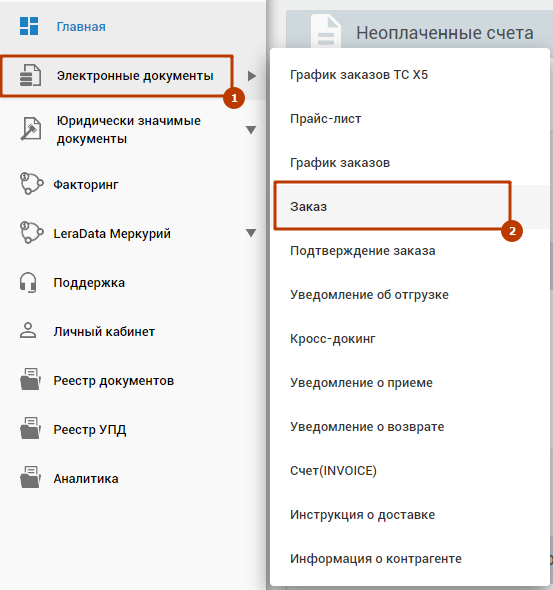 Главная
Электронные документы
1
Юридически значимые
документы
Факторинг
LeraData Меркурий
Поддержка
Личный кабинет
Реестр документов
Реестр УПД
Аналитика
Неоплаченные счета
График заказов ТС X5
Прайс-лист
График заказов
Заказ
2
Подтверждение заказа
Уведомление об отгрузке
Кросс-докинг
Уведомление о приеме
Уведомление о возврате
Счет(INVOICE)
Инструкция о доставке
Информация о контрагенте